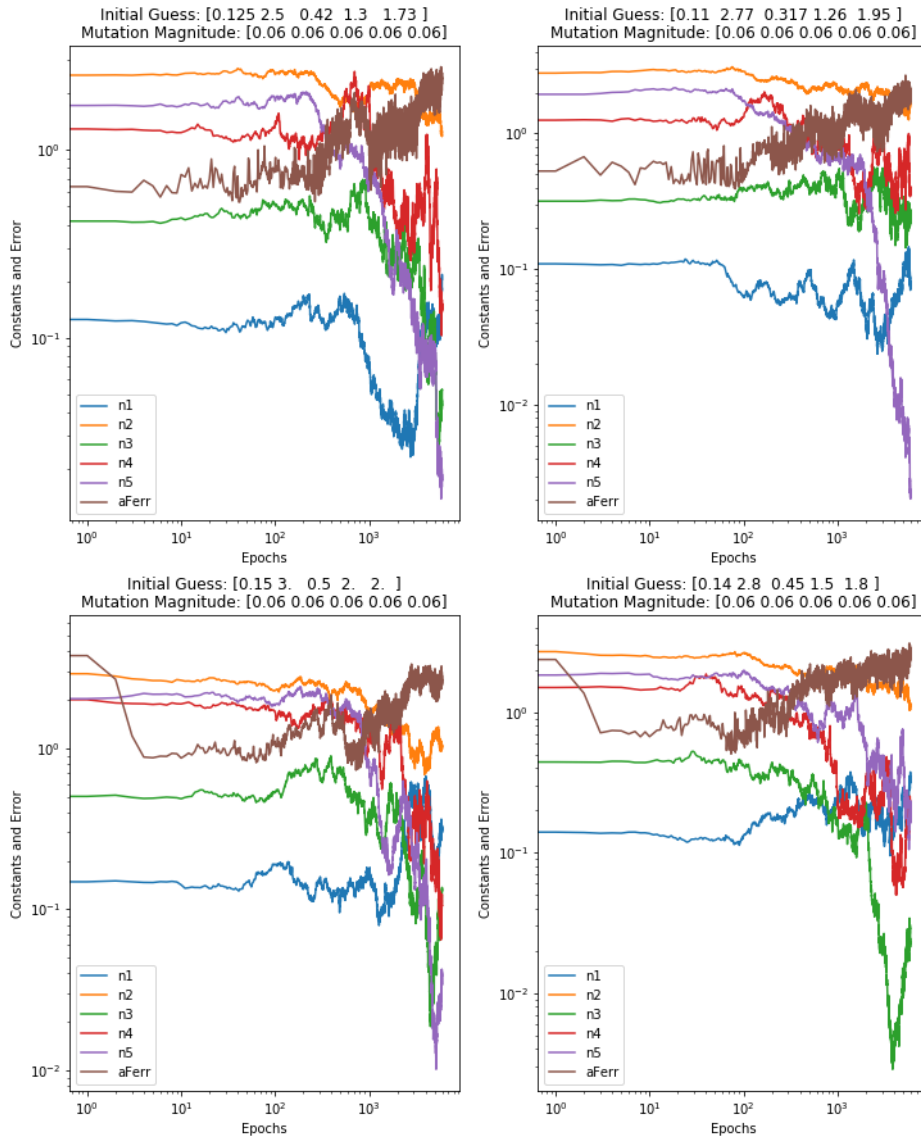 Initial Guess: [0.125 2.5 0.42 1.3 1.73 ]
Mutation Magnitude: [0.06 0.06 0.06 0.06 0.06 0.06]
Constants and Error
10⁰
10⁻¹
n1
n2
n3
n4
n5
aFerr
10⁰
10¹
10²
10³
Epochs
Initial Guess: [0.11 2.77 0.317 1.26 1.95 ]
Mutation Magnitude: [0.06 0.06 0.06 0.06 0.06 0.06]
Constants and Error
10⁰
10⁻¹
10⁻²
n1
n2
n3
n4
n5
aFerr
10⁰
10¹
10²
10³
Epochs
Initial Guess: [0.15 3. 0.5 2. 2. ]
Mutation Magnitude: [0.06 0.06 0.06 0.06 0.06 0.06]
Constants and Error
10⁰
10⁻¹
10⁻²
n1
n2
n3
n4
n5
aFerr
10⁰
10¹
10²
10³
Epochs
Initial Guess: [0.14 2.8 0.45 1.5 1.8 ]
Mutation Magnitude: [0.06 0.06 0.06 0.06 0.06 0.06]
Constants and Error
10⁰
10⁻¹
10⁻²
n1
n2
n3
n4
n5
aFerr
10⁰
10¹
10²
10³
Epochs